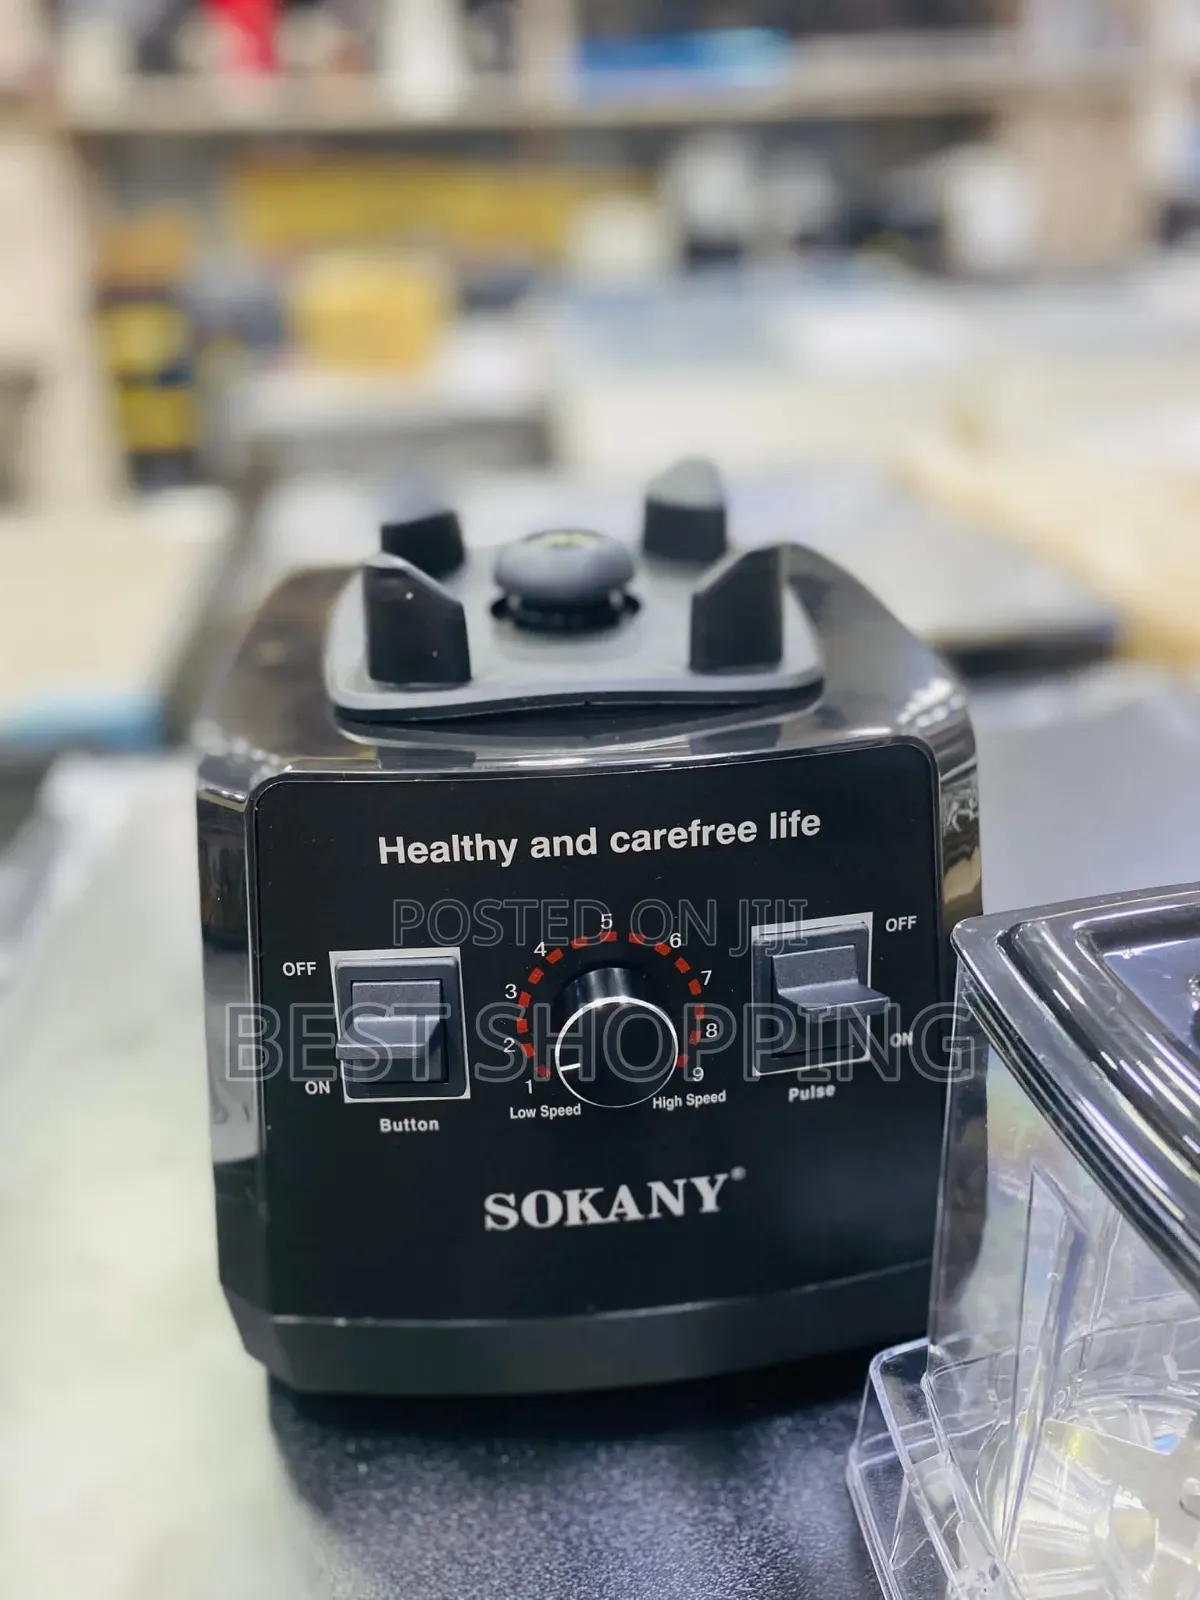 Healthy and carefree life
POSTED ON JIJI
OFF
ON
Button
5
4
6
3
7
2
8
1
9
Low Speed
High Speed
OFF
ON
Pulse
BEST SHOPPING
SOKANY®